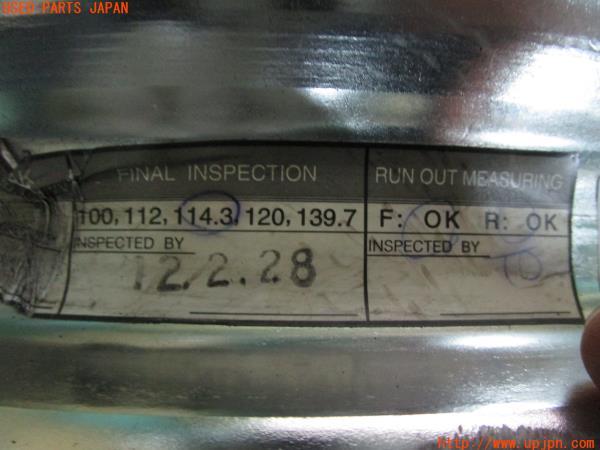 USED PARTS JAPAN
FINAL INSPECTION
100, 112, 114.3, 120, 139.7
INSPECTED BY
12.2.28
RUN OUT MEASURING
F: OK R: OK
INSPECTED BY
http://www.upjpn.com